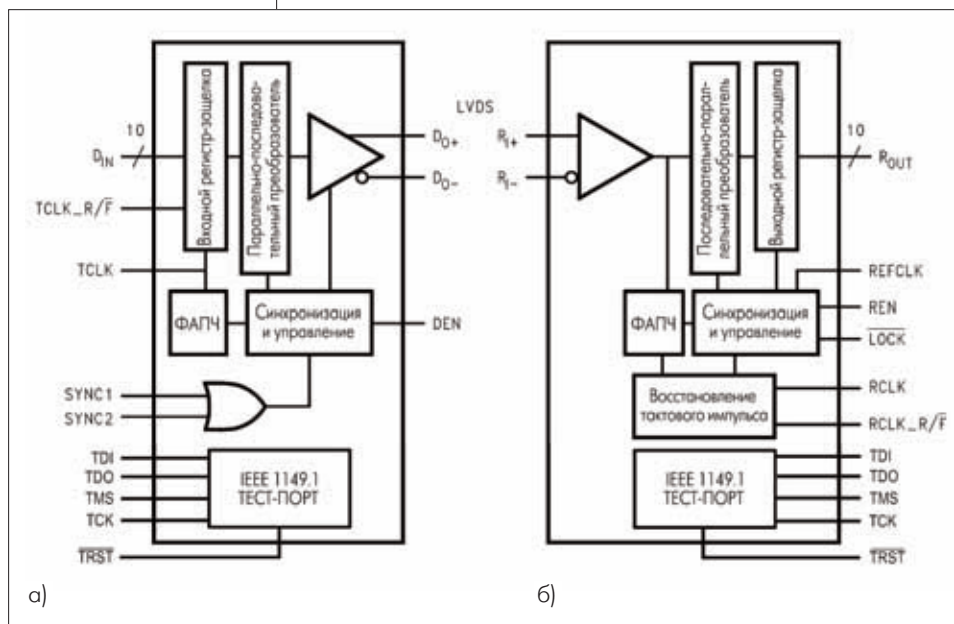 LVDS
10
D_IN
TCLK_R/F̅
TCLK
Входной регистр-защелка
Параллельно-последова-
тельный преобразователь
D_O+
D_O-
ФАПЧ
Синхронизация
и управление
DEN
SYNC1
SYNC2
TDI
TDO
TMS
TCK
T̅R̅S̅T̅
IEEE 1149.1
ТЕСТ-ПОРТ
а)
R_I+
R_I-
Последовательно-парал-
лельный преобразователь
Выходной регистр-защелка
10
R_OUT
REFCLK
REN
L̅O̅C̅K̅
ФАПЧ
Синхронизация
и управление
Восстановление
тактового импульса
RCLK
RCLK_R/F̅
IEEE 1149.1
ТЕСТ-ПОРТ
TDI
TDO
TMS
TCK
T̅R̅S̅T̅
б)